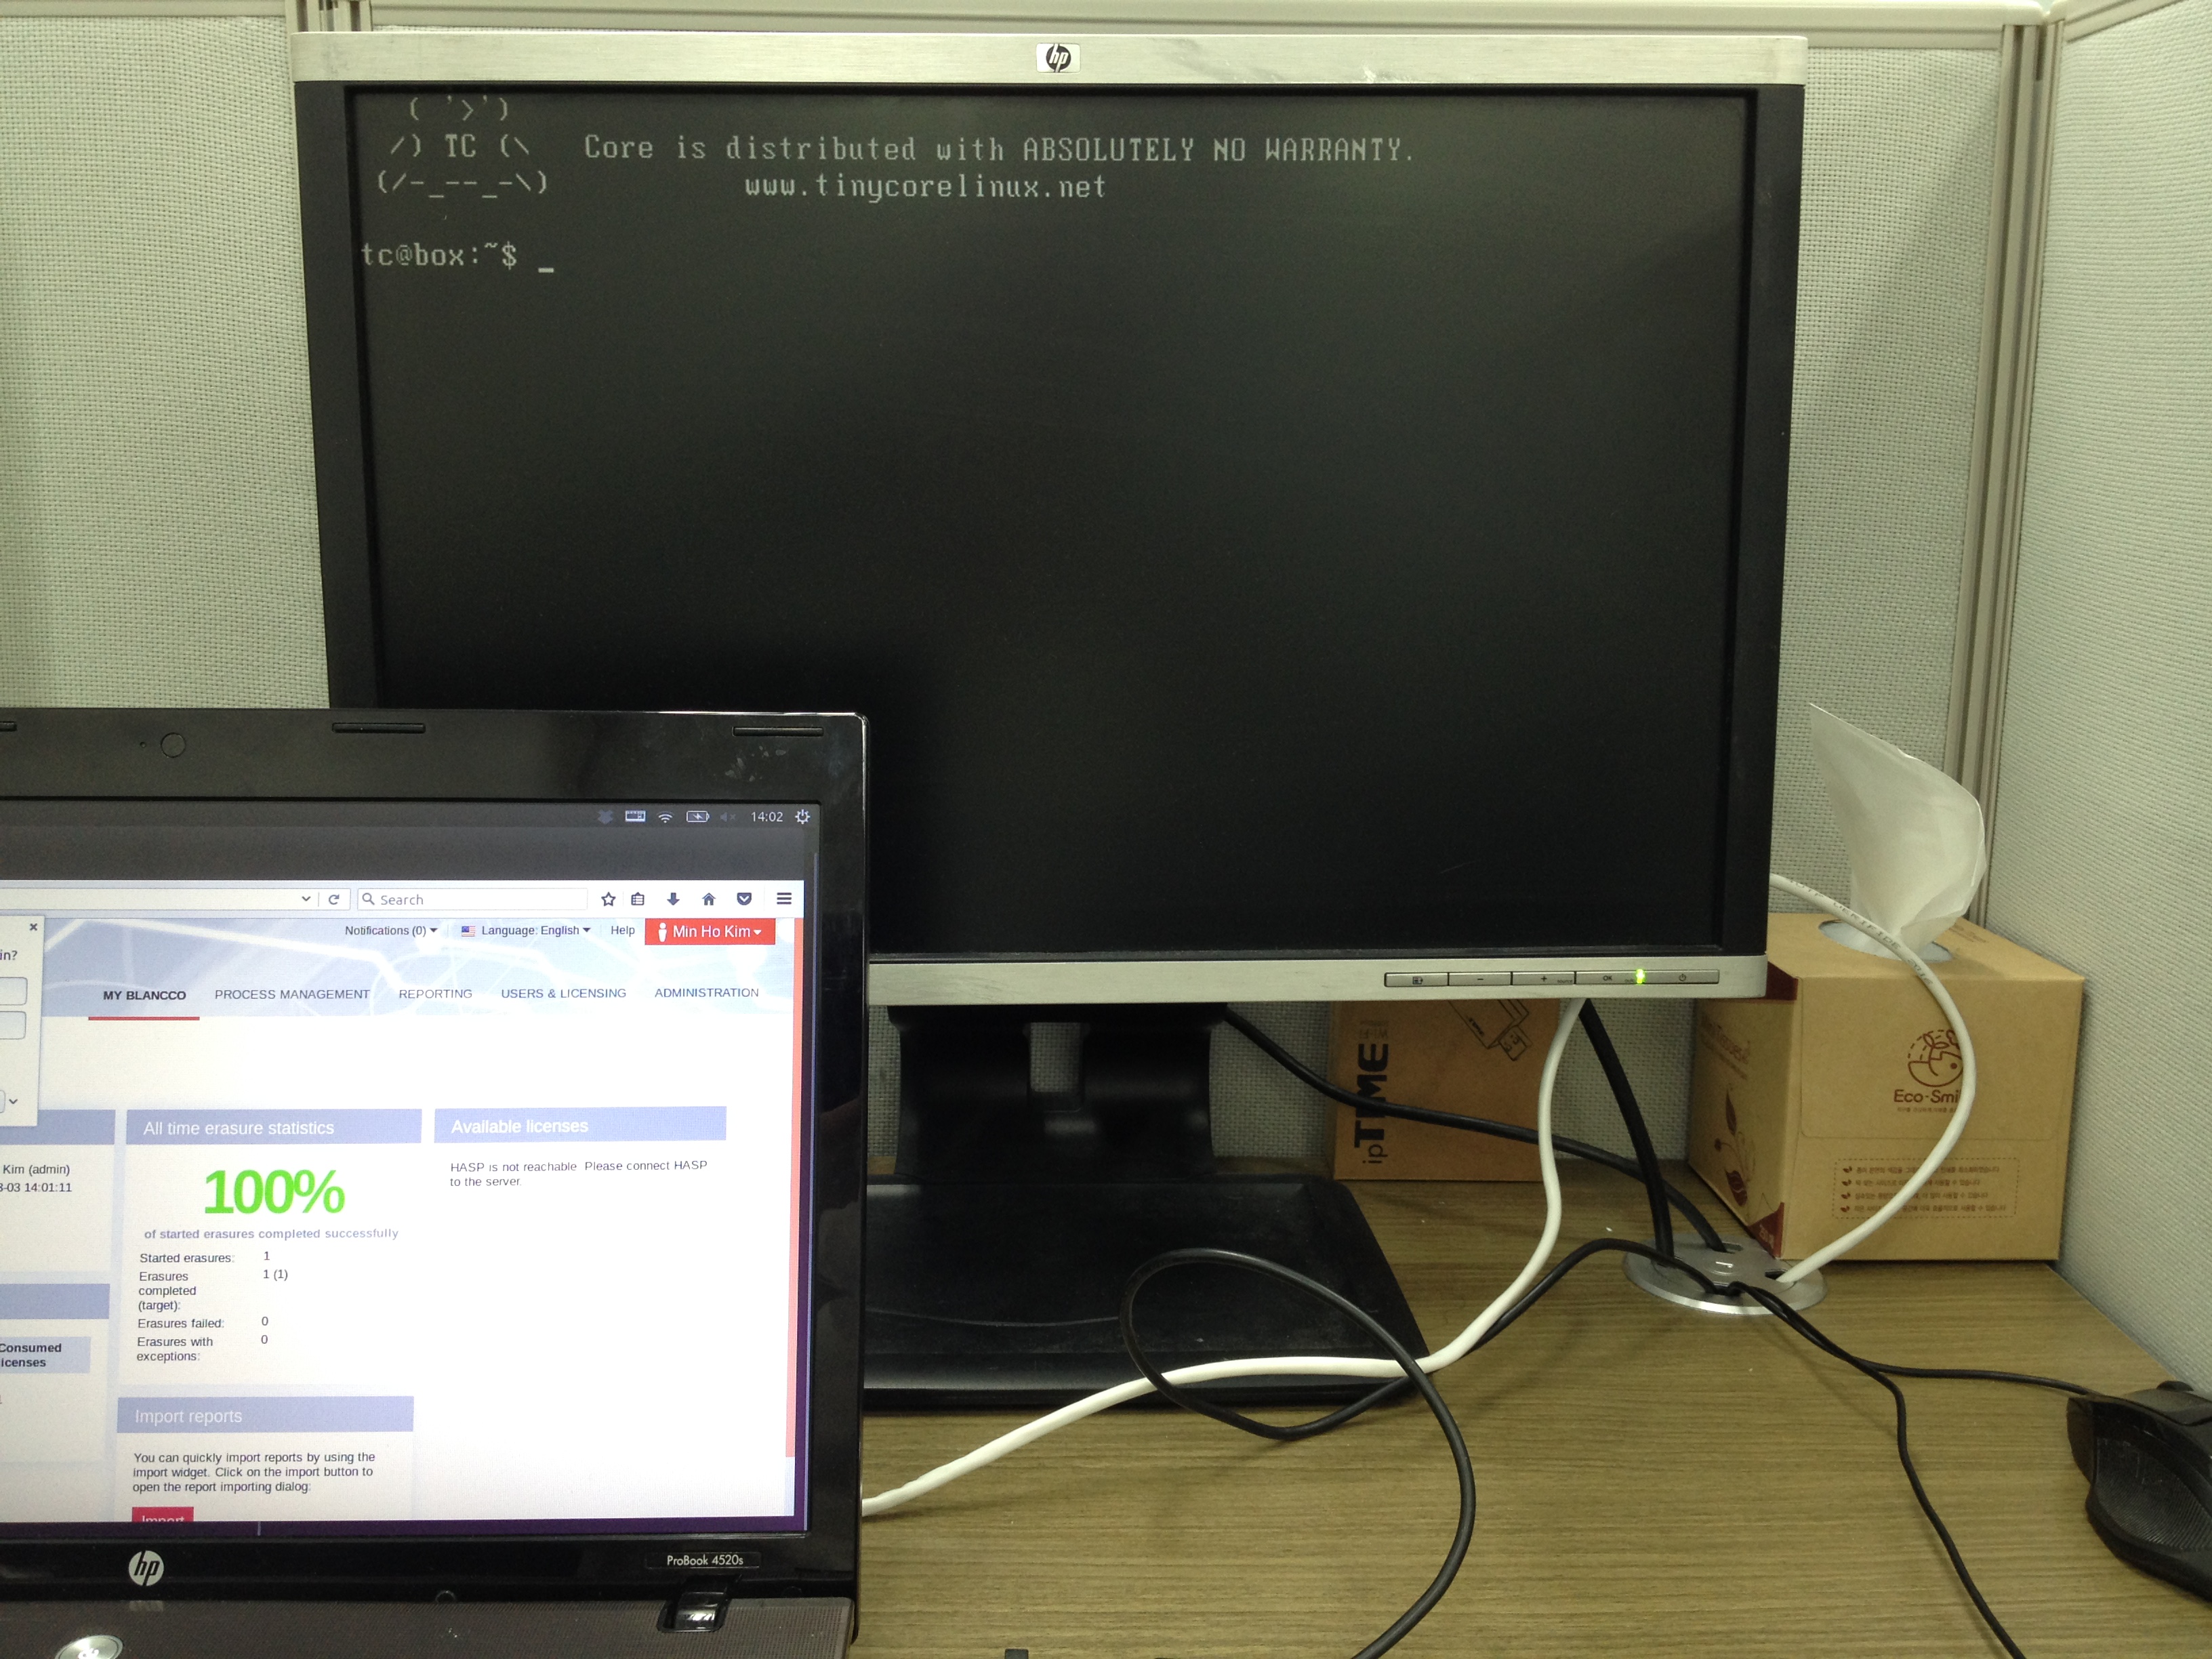 hp
( '>')
/) TC (\   Core is distributed with ABSOLUTELY NO WARRANTY.
(/-_--_-\)          www.tinycorelinux.net
tc@box:~$ _
14:02
Search
in?
Notifications (0)
Language: English
Help
Min Ho Kim
MY BLANCCO
PROCESS MANAGEMENT
REPORTING
USERS & LICENSING
ADMINISTRATION
Kim (admin)
3-03 14:01:11
Consumed
licenses
All time erasure statistics
100%
of started erasures completed successfully
Started erasures: 1
Erasures completed (target): 1 (1)
Erasures failed: 0
Erasures with exceptions: 0
Import reports
You can quickly import reports by using the
import widget. Click on the import button to
open the report importing dialog:
Import
Available licenses
HASP is not reachable. Please connect HASP
to the server.
hp
ProBook 4520s
OK
ipTIME
Eco-Smi